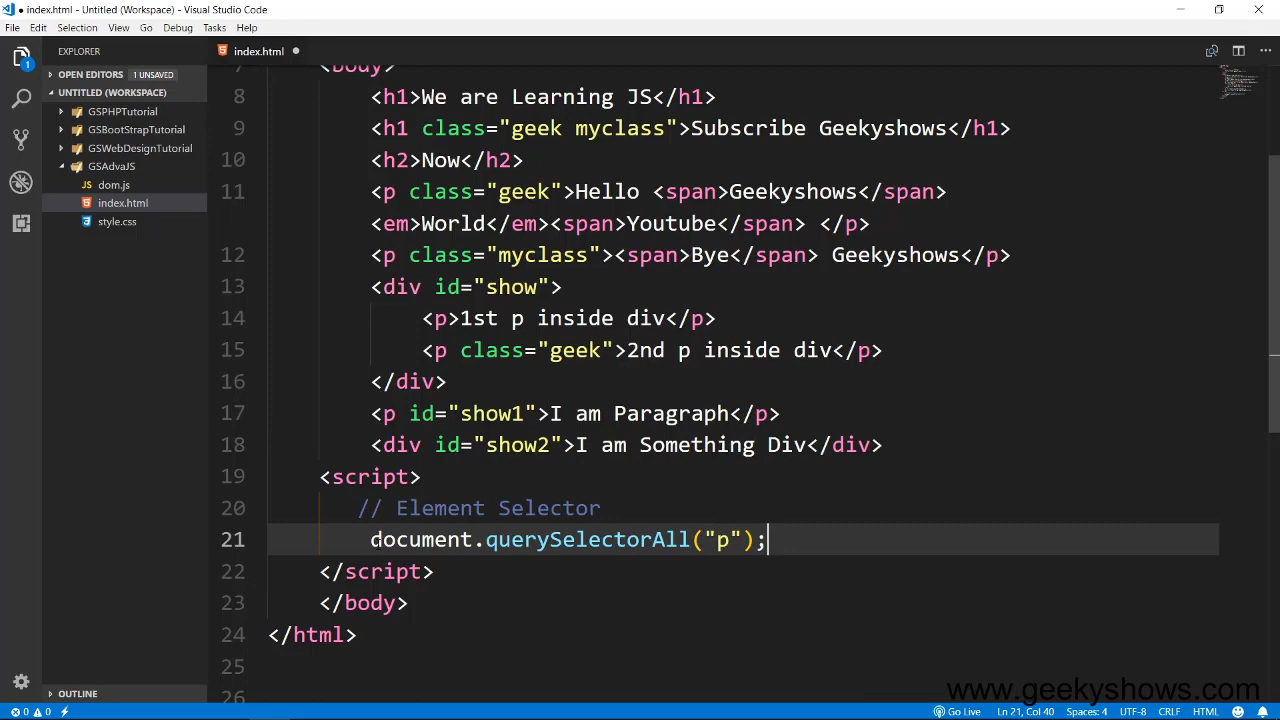 ● index.html - Untitled (Workspace) - Visual Studio Code
File Edit Selection View Go Debug Tasks Help
EXPLORER
index.html ●
1
OPEN EDITORS 1 UNSAVED
UNTITLED (WORKSPACE)
GSPHPTutorial
GSBootStrapTutorial
GSWebDesignTutorial
GSAdvaJS
JS dom.js
index.html
style.css
7 <body>
8 <h1>We are Learning JS</h1>
9 <h1 class="geek myclass">Subscribe Geekyshows</h1>
10 <h2>Now</h2>
11 <p class="geek">Hello <span>Geekyshows</span>
<em>World</em><span>Youtube</span> </p>
12 <p class="myclass"><span>Bye</span> Geekyshows</p>
13 <div id="show">
14 <p>1st p inside div</p>
15 <p class="geek">2nd p inside div</p>
16 </div>
17 <p id="show1">I am Paragraph</p>
18 <div id="show2">I am Something Div</div>
19 <script>
20 // Element Selector
21 document.querySelectorAll("p");
22 </script>
23 </body>
24 </html>
25
26
OUTLINE
www.geekyshows.com
0 0 Go Live Ln 21, Col 40 Spaces: 4 UTF-8 CRLF HTML